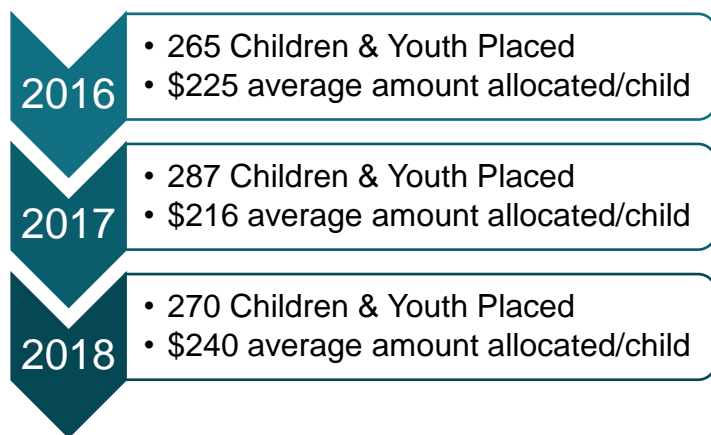 2016
• 265 Children & Youth Placed
• $225 average amount allocated/child
2017
• 287 Children & Youth Placed
• $216 average amount allocated/child
2018
• 270 Children & Youth Placed
• $240 average amount allocated/child